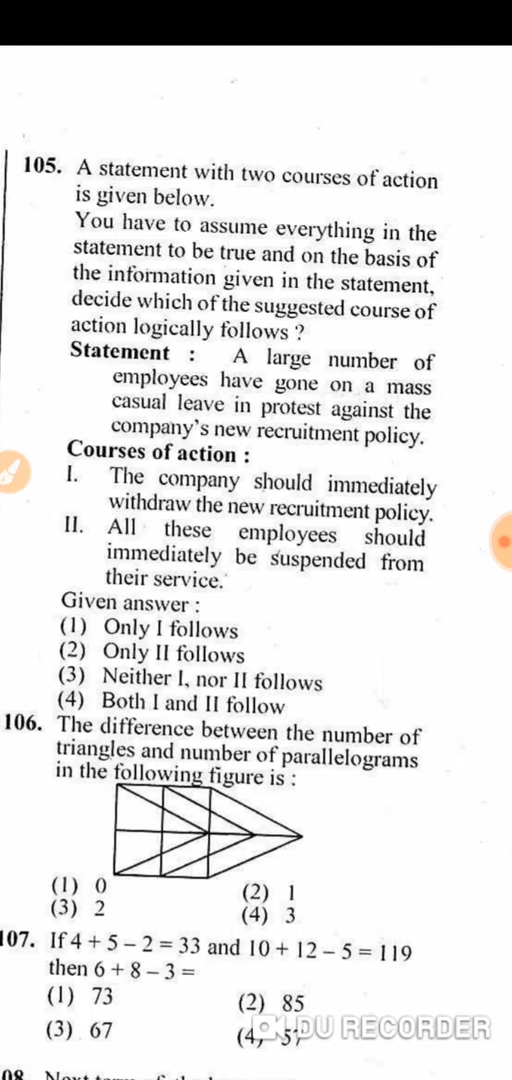 105. A statement with two courses of action
is given below.
You have to assume everything in the
statement to be true and on the basis of
the information given in the statement,
decide which of the suggested course of
action logically follows ?
Statement : A large number of
employees have gone on a mass
casual leave in protest against the
company's new recruitment policy.
Courses of action :
I. The company should immediately
withdraw the new recruitment policy.
II. All these employees should
immediately be suspended from
their service.
Given answer :
(1) Only I follows
(2) Only II follows
(3) Neither I, nor II follows
(4) Both I and II follow
106. The difference between the number of
triangles and number of parallelograms
in the following figure is :
(1) 0 (2) 1
(3) 2 (4) 3
107. If 4 + 5 – 2 = 33 and 10 + 12 – 5 = 119
then 6 + 8 – 3 =
(1) 73 (2) 85
(3) 67 (4) 57
DU RECORDER
08. Next term of the